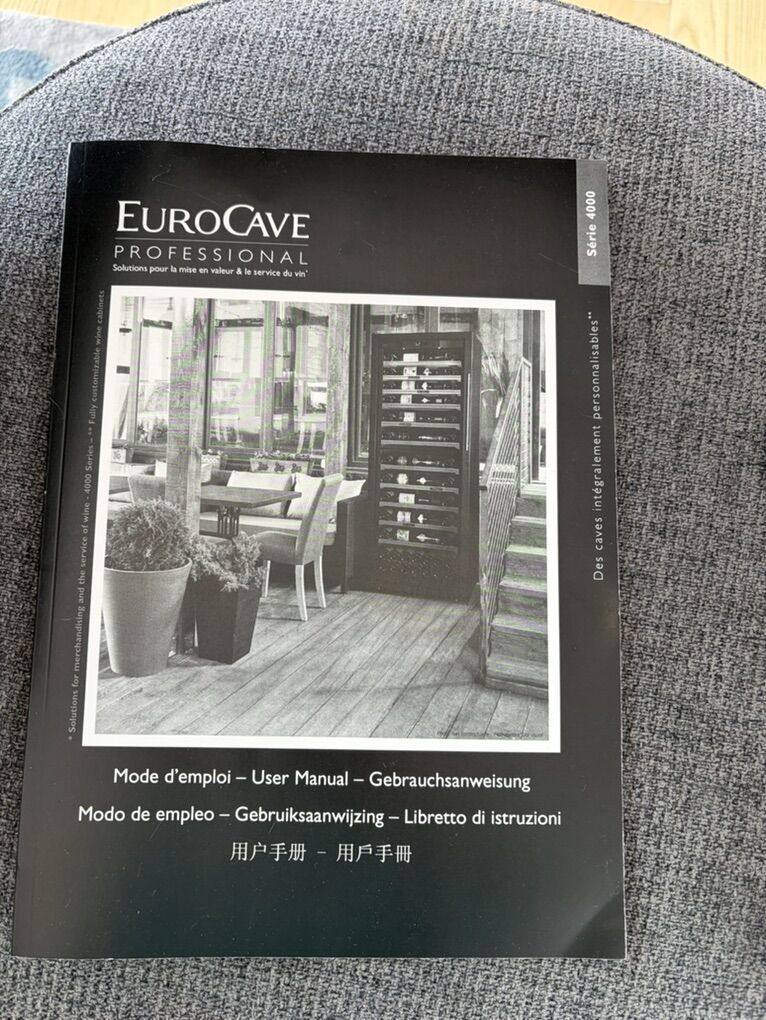 EUROCAVE
PROFESSIONAL
Solutions pour la mise en valeur & le service du vin*
Série 4000
Des caves intégralement personnalisables**
* Solutions for merchandising and the service of wine - 4000 Series – ** Fully customizable wine cabinets
Mode d'emploi – User Manual – Gebrauchsanweisung
Modo de empleo – Gebruiksaanwijzing – Libretto di istruzioni
用户手册 – 用戶手冊